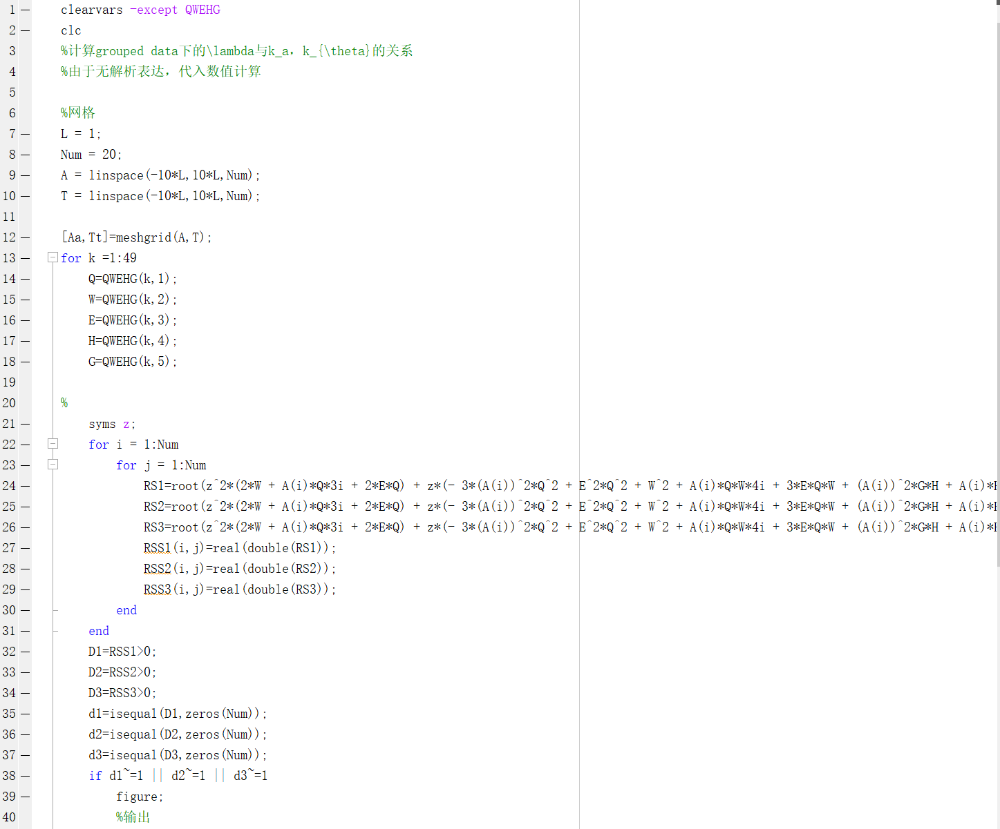 1 clearvars -except QWEHG
2 clc
3 %计算grouped data下的\lambda与k_a，k_{\theta}的关系
4 %由于无解析表达，代入数值计算
5
6 %网格
7 L = 1;
8 Num = 20;
9 A = linspace(-10*L,10*L,Num);
10 T = linspace(-10*L,10*L,Num);
11
12 [Aa,Tt]=meshgrid(A,T);
13 for k =1:49
14 Q=QWEHG(k,1);
15 W=QWEHG(k,2);
16 E=QWEHG(k,3);
17 H=QWEHG(k,4);
18 G=QWEHG(k,5);
19
20 %
21 syms z;
22 for i = 1:Num
23 for j = 1:Num
24 RS1=root(z^2*(2*W + A(i)*Q*3i + 2*E*Q) + z*(- 3*(A(i))^2*Q^2 + E^2*Q^2 + W^2 + A(i)*Q*W*4i + 3*E*Q*W + (A(i))^2*G*H + A(i)*
25 RS2=root(z^2*(2*W + A(i)*Q*3i + 2*E*Q) + z*(- 3*(A(i))^2*Q^2 + E^2*Q^2 + W^2 + A(i)*Q*W*4i + 3*E*Q*W + (A(i))^2*G*H + A(i)*
26 RS3=root(z^2*(2*W + A(i)*Q*3i + 2*E*Q) + z*(- 3*(A(i))^2*Q^2 + E^2*Q^2 + W^2 + A(i)*Q*W*4i + 3*E*Q*W + (A(i))^2*G*H + A(i)*
27 RSS1(i,j)=real(double(RS1));
28 RSS2(i,j)=real(double(RS2));
29 RSS3(i,j)=real(double(RS3));
30 end
31 end
32 D1=RSS1>0;
33 D2=RSS2>0;
34 D3=RSS3>0;
35 d1=isequal(D1,zeros(Num));
36 d2=isequal(D2,zeros(Num));
37 d3=isequal(D3,zeros(Num));
38 if d1~=1 || d2~=1 || d3~=1
39 figure;
40 %输出